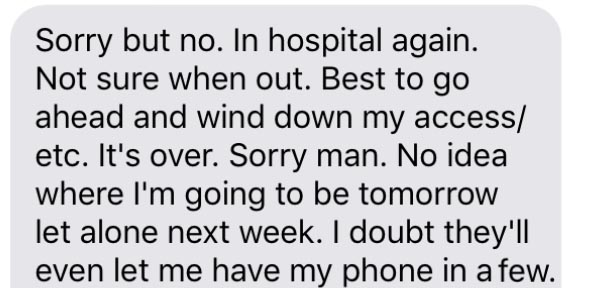 Sorry but no. In hospital again.
Not sure when out. Best to go
ahead and wind down my access/
etc. It's over. Sorry man. No idea
where I'm going to be tomorrow
let alone next week. I doubt they'll
even let me have my phone in a few.